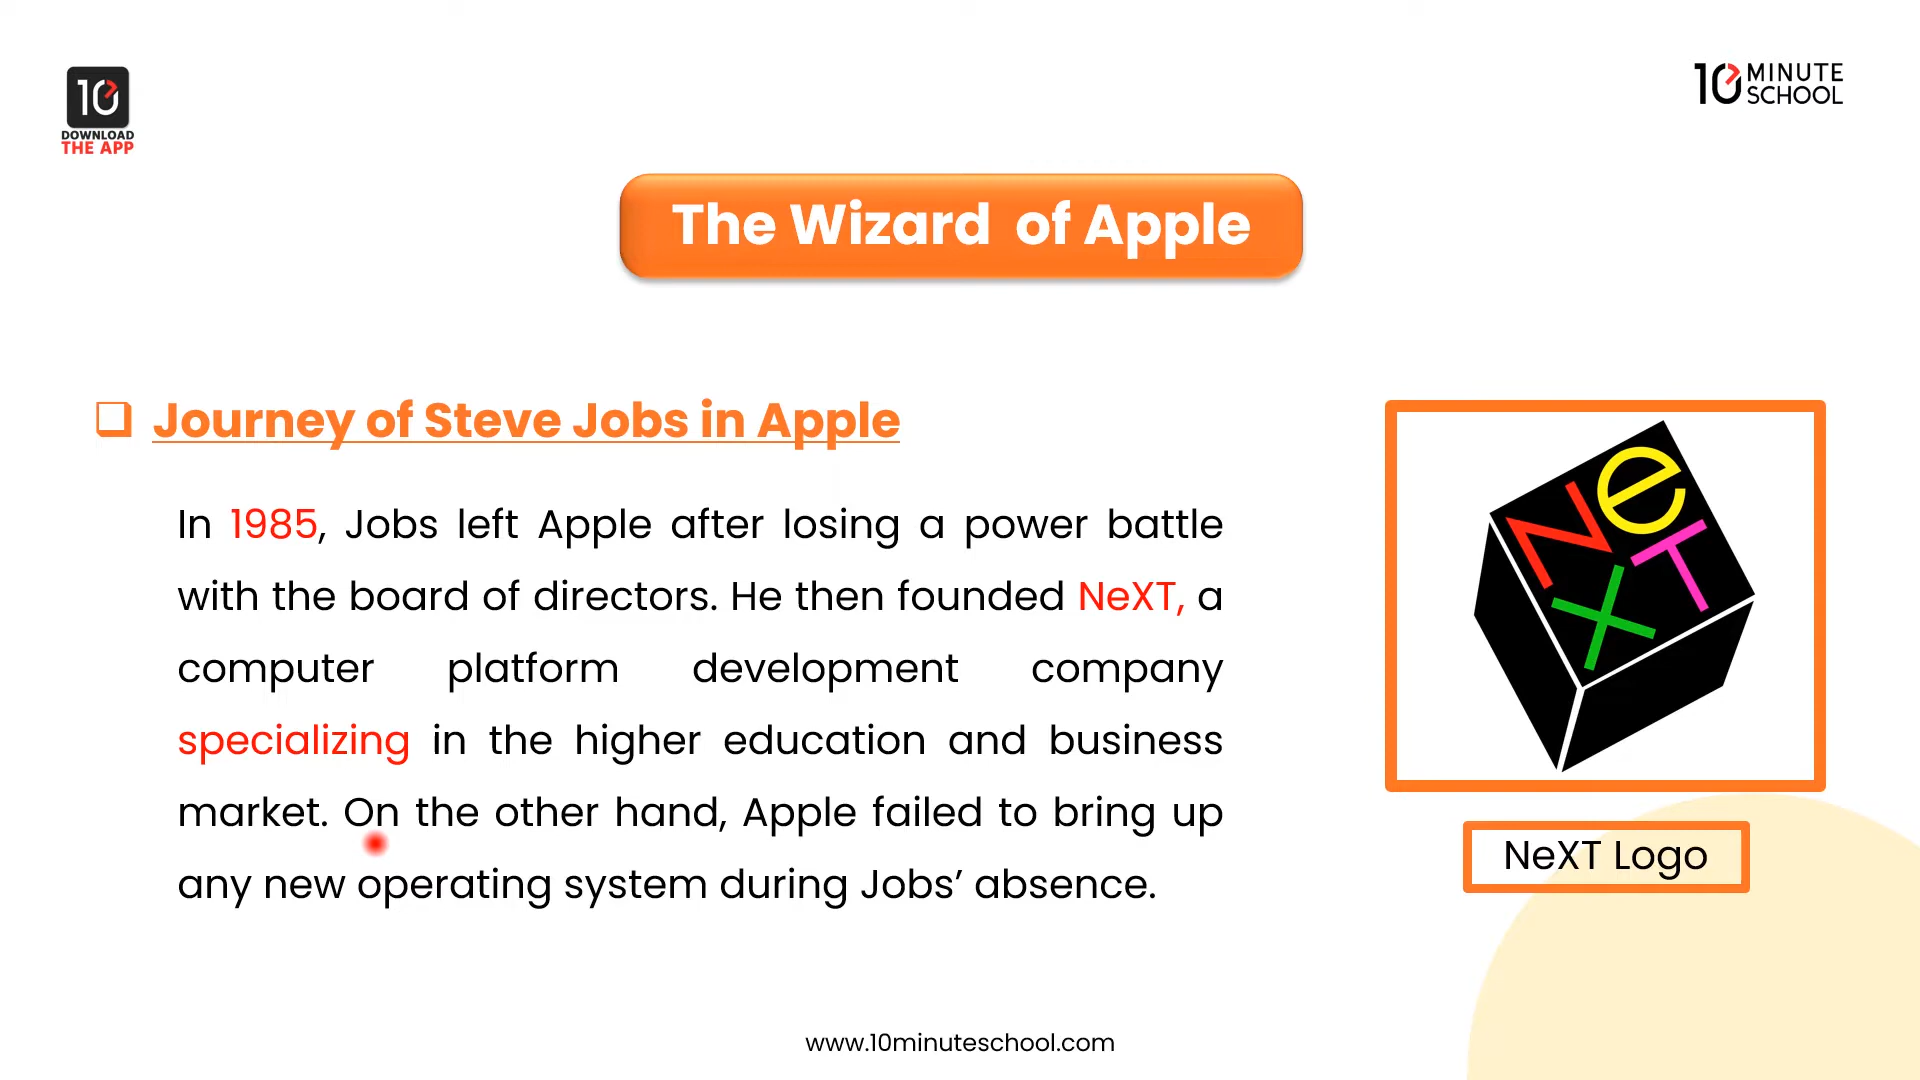 10
DOWNLOAD
THE APP
10 MINUTE
SCHOOL
The Wizard of Apple
Journey of Steve Jobs in Apple
In 1985, Jobs left Apple after losing a power battle
with the board of directors. He then founded NeXT, a
computer platform development company
specializing in the higher education and business
market. On the other hand, Apple failed to bring up
any new operating system during Jobs’ absence.
NeXT
NeXT Logo
www.10minuteschool.com